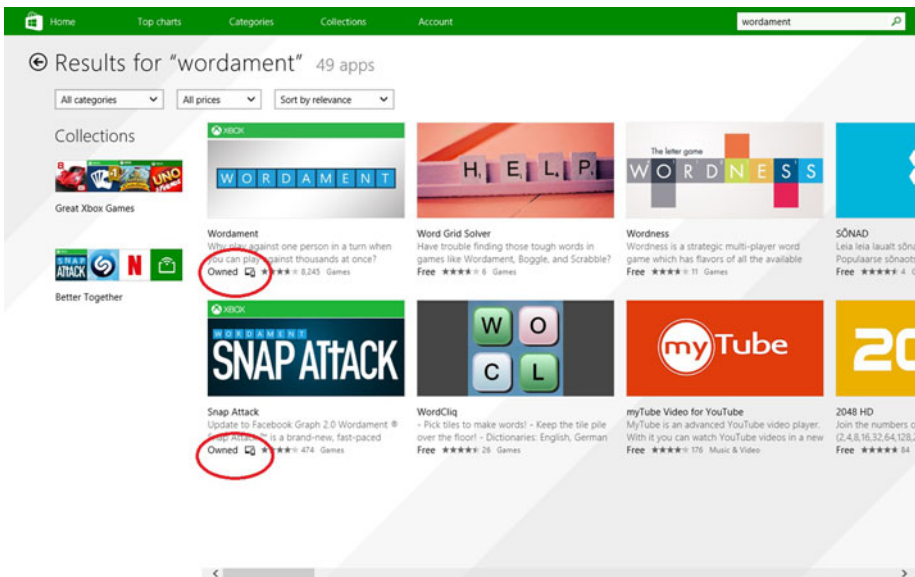 Home Top charts Categories Collections Account wordament
Results for “wordament” 49 apps
All categories All prices Sort by relevance
Collections
Great Xbox Games
Better Together
XBOX
WORDAMENT
Wordament
Why play against one person in a turn when
you can play against thousands at once?
Owned 8,245 Games
HELP
Word Grid Solver
Have trouble finding those tough words in
games like Wordament, Boggle, and Scrabble?
Free 6 Games
The letter game
WORDNESS
Wordness
Wordness is a strategic multi-player word
game which has flavors of all the available
Free 11 Games
SÕNAD
Leia leia laualt sõna
Populaarse sõnaots
Free 4
XBOX
WORDAMENT
SNAP ATTACK
Snap Attack
Update to Facebook Graph 2.0 Wordament ®
Snap Attack™ is a brand-new, fast-paced
Owned 474 Games
W O
C L
WordCliq
- Pick tiles to make words! - Keep the tile pile
over the floor! - Dictionaries: English, German
Free 26 Games
myTube
myTube Video for YouTube
MyTube is an advanced YouTube video player.
With it you can watch YouTube videos in a new
Free 176 Music & Video
20
2048 HD
Join the numbers o
(2,4,8,16,32,64,128,2
Free 84
UNO
SNAP
ATTACK
N